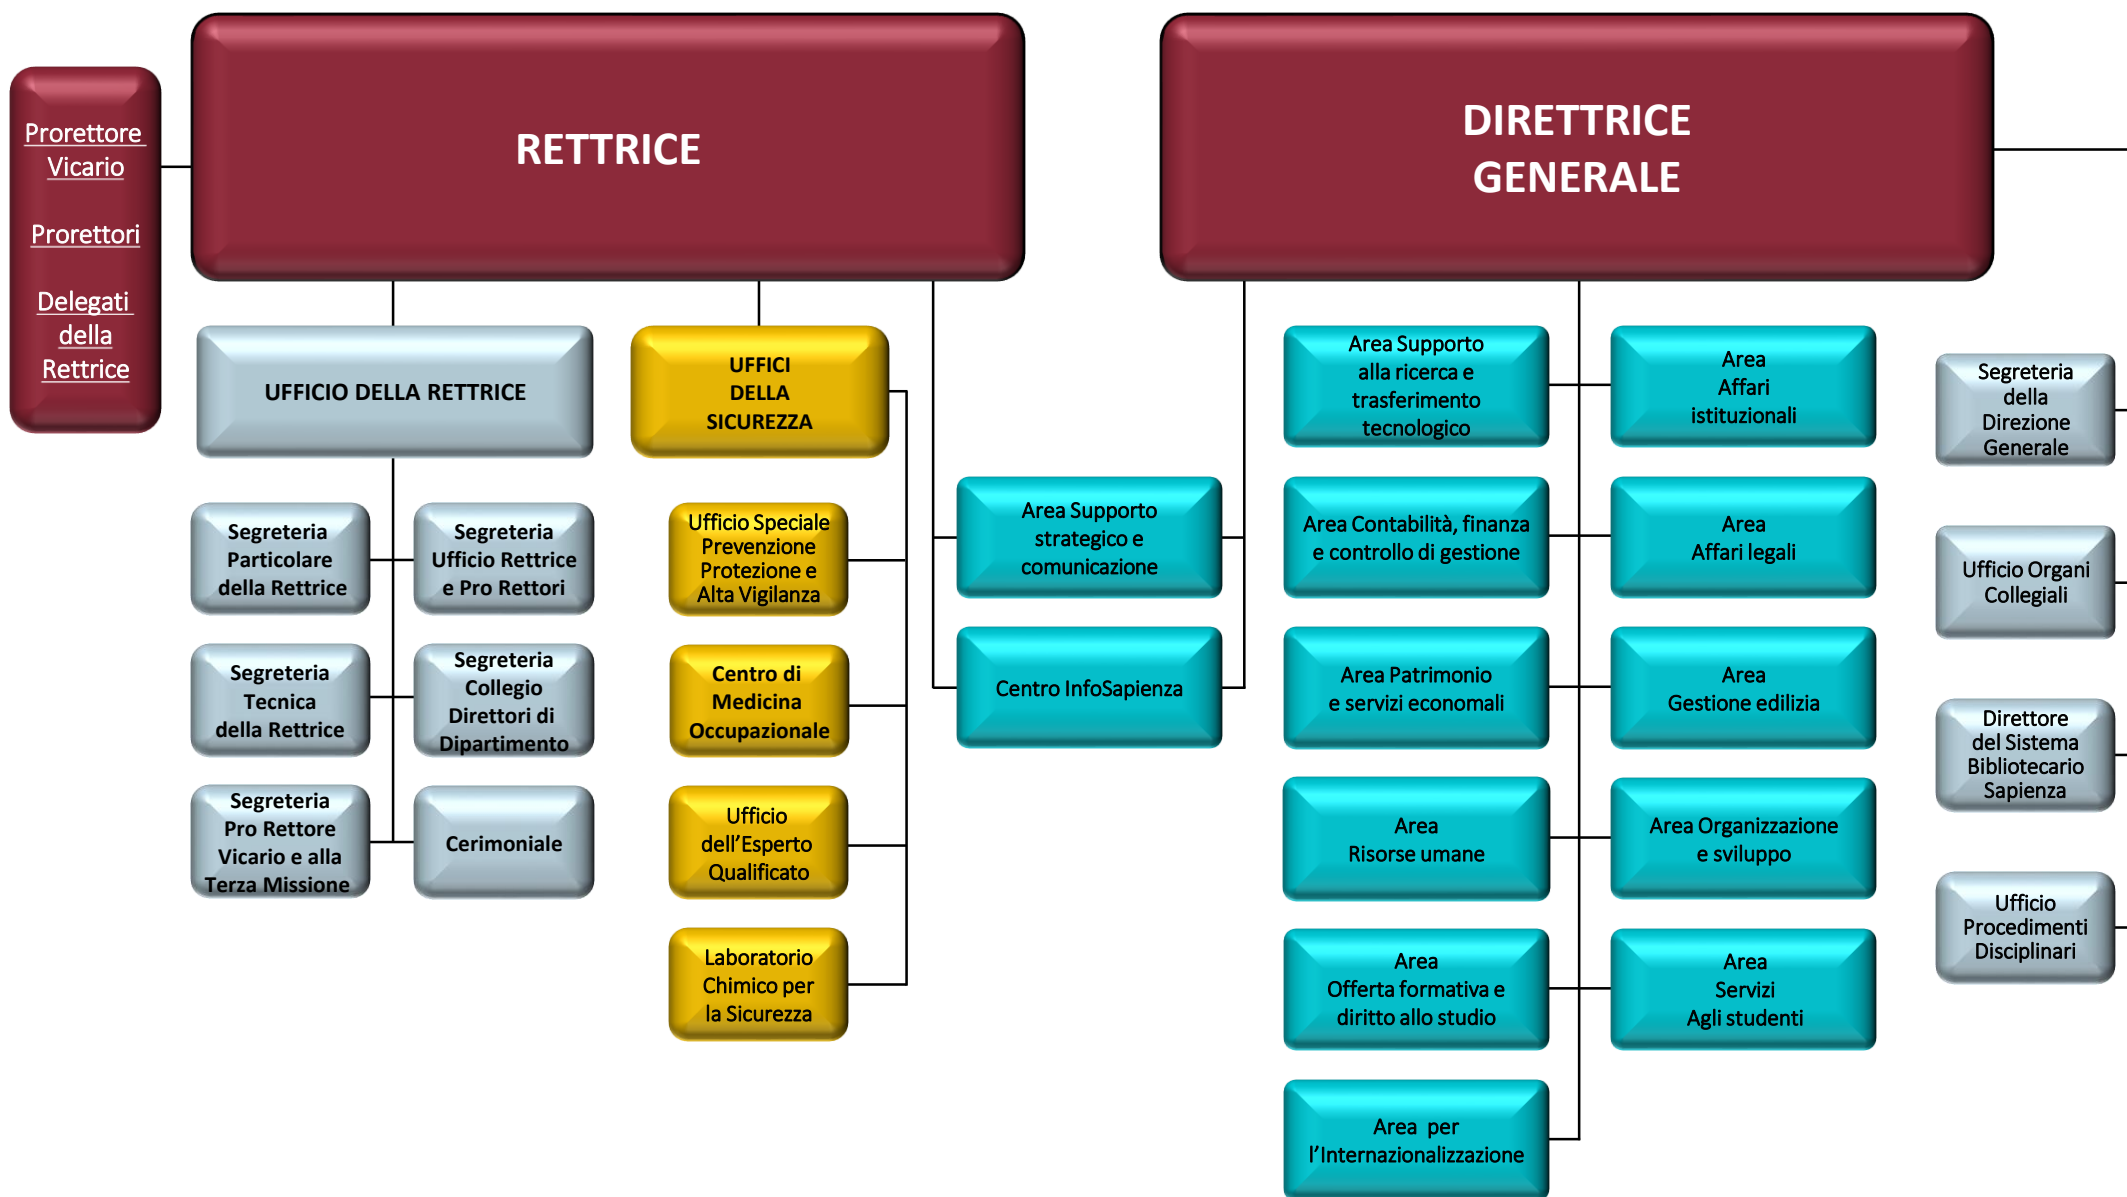 Prorettore
Vicario
Prorettori
Delegati
della
Rettrice
RETTRICE
DIRETTRICE
GENERALE
UFFICIO DELLA RETTRICE
Segreteria
Particolare
della Rettrice
Segreteria
Ufficio Rettrice
e Pro Rettori
Segreteria
Tecnica
della Rettrice
Segreteria
Collegio
Direttori di
Dipartimento
Segreteria
Pro Rettore
Vicario e alla
Terza Missione
Cerimoniale
UFFICI
DELLA
SICUREZZA
Ufficio Speciale
Prevenzione
Protezione e
Alta Vigilanza
Centro di
Medicina
Occupazionale
Ufficio
dell’Esperto
Qualificato
Laboratorio
Chimico per
la Sicurezza
Area Supporto
strategico e
comunicazione
Centro InfoSapienza
Area Supporto
alla ricerca e
trasferimento
tecnologico
Area
Affari
istituzionali
Area Contabilità, finanza
e controllo di gestione
Area
Affari legali
Area Patrimonio
e servizi economali
Area
Gestione edilizia
Area
Risorse umane
Area Organizzazione
e sviluppo
Area
Offerta formativa e
diritto allo studio
Area
Servizi
Agli studenti
Area per
l’Internazionalizzazione
Segreteria
della
Direzione
Generale
Ufficio Organi
Collegiali
Direttore
del Sistema
Bibliotecario
Sapienza
Ufficio
Procedimenti
Disciplinari